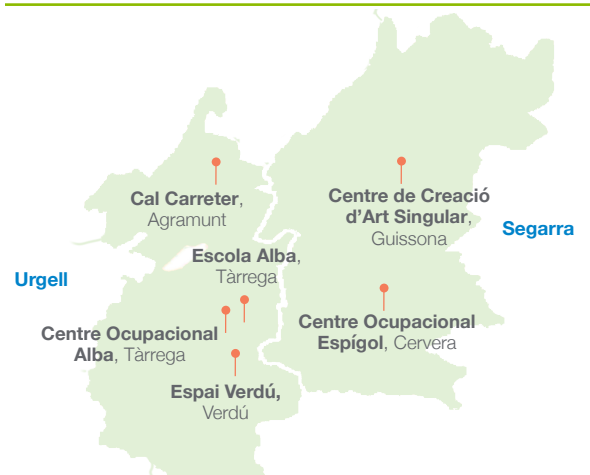 Cal Carreter,
Agramunt
Centre de Creació
d'Art Singular,
Guissona
Segarra
Escola Alba,
Tàrrega
Urgell
Centre Ocupacional
Alba, Tàrrega
Centre Ocupacional
Espígol, Cervera
Espai Verdú,
Verdú